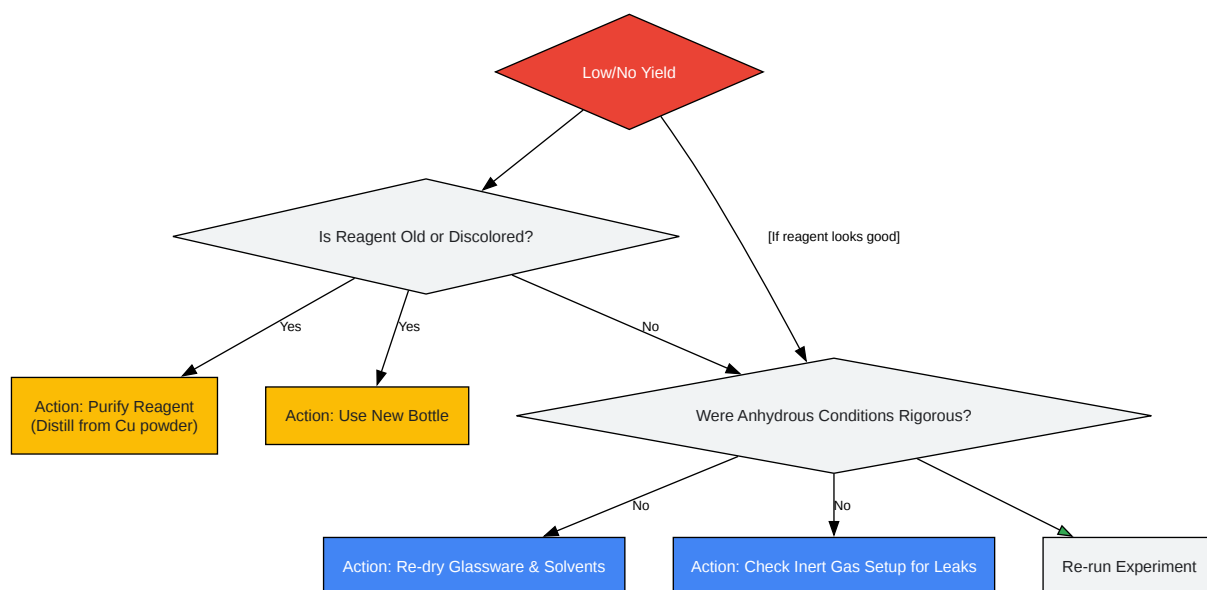 Low/No Yield
[If reagent looks good]
Is Reagent Old or Discolored?
Yes
Yes
No
Action: Purify Reagent
(Distill from Cu powder)
Action: Use New Bottle
Were Anhydrous Conditions Rigorous?
No
No
Action: Re-dry Glassware & Solvents
Action: Check Inert Gas Setup for Leaks
Re-run Experiment